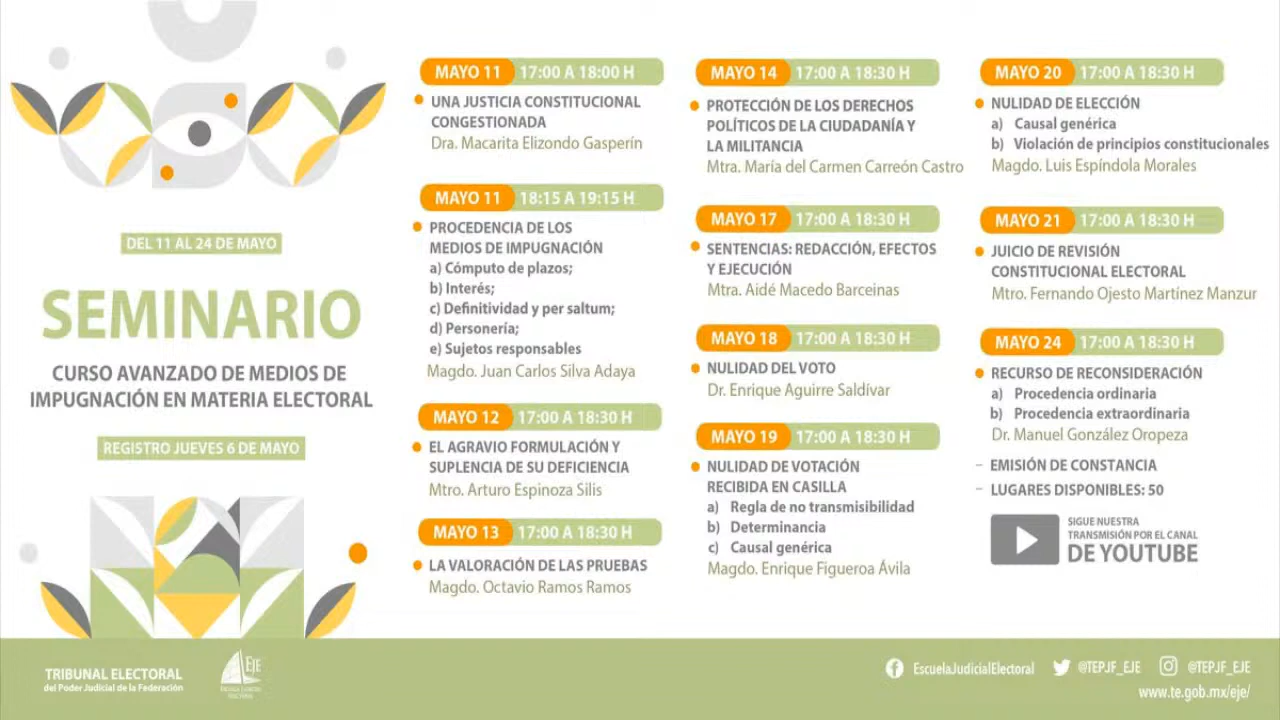 DEL 11 AL 24 DE MAYO
SEMINARIO
CURSO AVANZADO DE MEDIOS DE
IMPUGNACIÓN EN MATERIA ELECTORAL
REGISTRO JUEVES 6 DE MAYO
MAYO 11 17:00 A 18:00 H
UNA JUSTICIA CONSTITUCIONAL
CONGESTIONADA
Dra. Macarita Elizondo Gasperín
MAYO 11 18:15 A 19:15 H
PROCEDENCIA DE LOS
MEDIOS DE IMPUGNACIÓN
a) Cómputo de plazos;
b) Interés;
c) Definitividad y per saltum;
d) Personería;
e) Sujetos responsables
Magdo. Juan Carlos Silva Adaya
MAYO 12 17:00 A 18:30 H
EL AGRAVIO FORMULACIÓN Y
SUPLENCIA DE SU DEFICIENCIA
Mtro. Arturo Espinoza Silis
MAYO 13 17:00 A 18:30 H
LA VALORACIÓN DE LAS PRUEBAS
Magdo. Octavio Ramos Ramos
MAYO 14 17:00 A 18:30 H
PROTECCIÓN DE LOS DERECHOS
POLÍTICOS DE LA CIUDADANÍA Y
LA MILITANCIA
Mtra. María del Carmen Carreón Castro
MAYO 17 17:00 A 18:30 H
SENTENCIAS: REDACCIÓN, EFECTOS
Y EJECUCIÓN
Mtra. Aidé Macedo Barceinas
MAYO 18 17:00 A 18:30 H
NULIDAD DEL VOTO
Dr. Enrique Aguirre Saldívar
MAYO 19 17:00 A 18:30 H
NULIDAD DE VOTACIÓN
RECIBIDA EN CASILLA
a) Regla de no transmisibilidad
b) Determinancia
c) Causal genérica
Magdo. Enrique Figueroa Ávila
MAYO 20 17:00 A 18:30 H
NULIDAD DE ELECCIÓN
a) Causal genérica
b) Violación de principios constitucionales
Magdo. Luis Espíndola Morales
MAYO 21 17:00 A 18:30 H
JUICIO DE REVISIÓN
CONSTITUCIONAL ELECTORAL
Mtro. Fernando Ojesto Martínez Manzur
MAYO 24 17:00 A 18:30 H
RECURSO DE RECONSIDERACIÓN
a) Procedencia ordinaria
b) Procedencia extraordinaria
Dr. Manuel González Oropeza
– EMISIÓN DE CONSTANCIA
– LUGARES DISPONIBLES: 50
SIGUE NUESTRA
TRANSMISIÓN POR EL CANAL
DE YOUTUBE
TRIBUNAL ELECTORAL
del Poder Judicial de la Federación
EJE
ESCUELA JUDICIAL
ELECTORAL
EscuelaJudicialElectoral
@TEPJF_EJE
@TEPJF_EJE
www.te.gob.mx/eje/